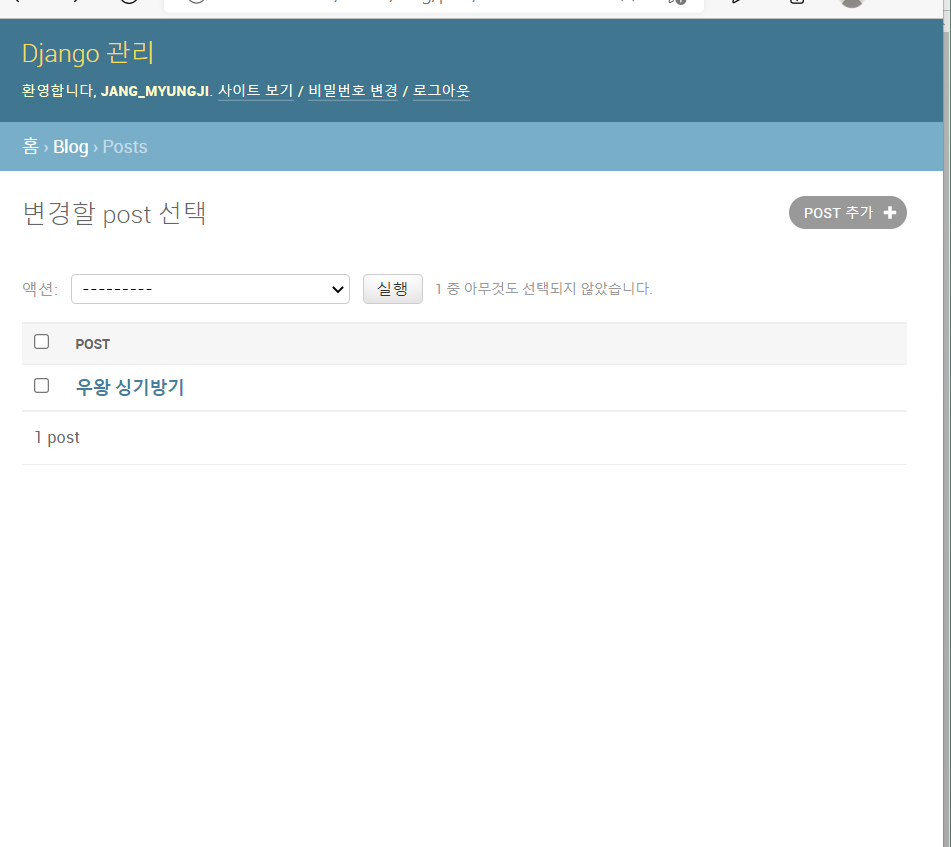 Django 관리
환영합니다, JANG_MYUNGJI. 사이트 보기 / 비밀번호 변경 / 로그아웃
홈 › Blog › Posts
변경할 post 선택
POST 추가
액션: --------- 실행 1 중 아무것도 선택되지 않았습니다.
POST
우왕 싱기방기
1 post